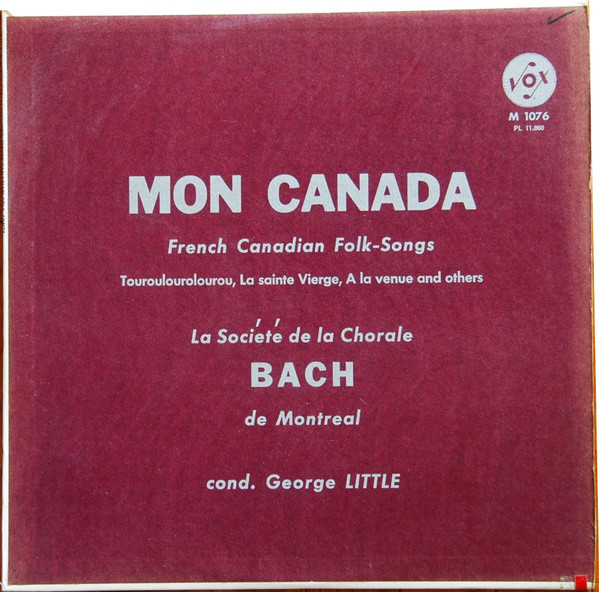 VOX
M 1076
PL 11.860
MON CANADA
French Canadian Folk-Songs
Touroulourolourou, La sainte Vierge, A la venue and others
La Société de la Chorale
BACH
de Montreal
cond. George LITTLE